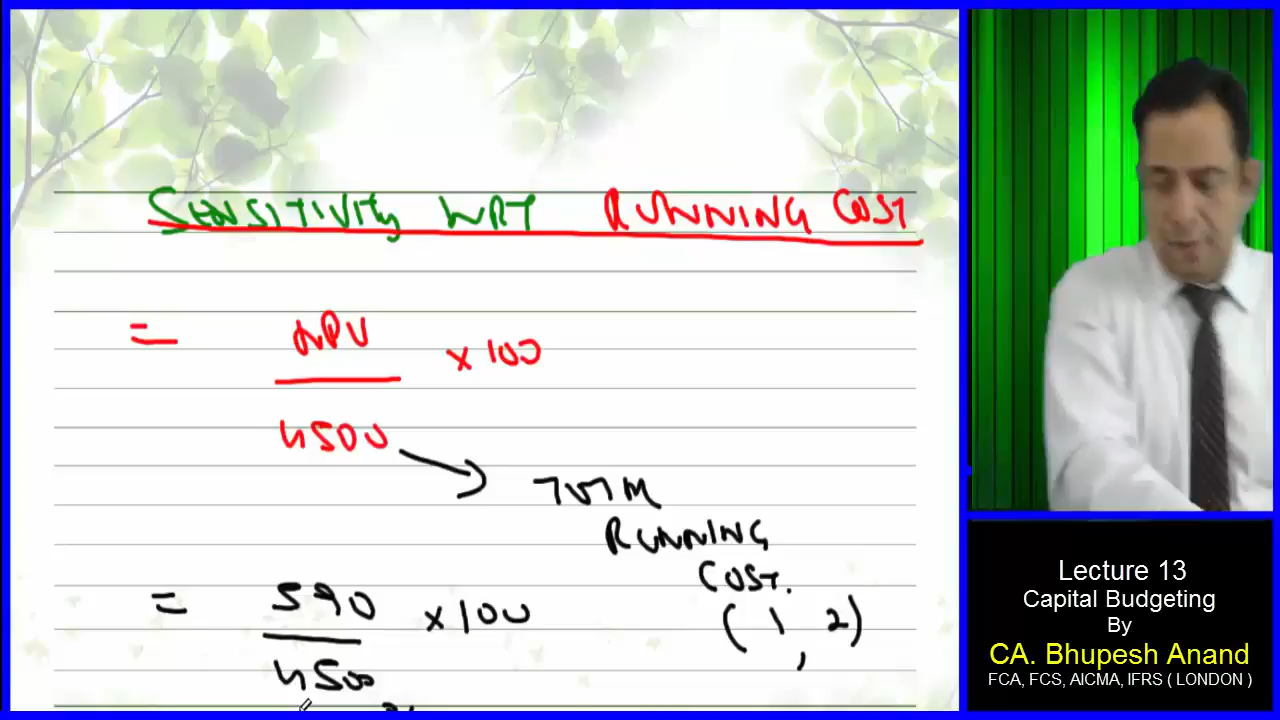 SENSITIVITY WRT RUNNING COST
= NPV × 100
4500
TOTAL
RUNNING
COST.
(1, 2)
= 590 × 100
4500
Lecture 13
Capital Budgeting
By
CA. Bhupesh Anand
FCA, FCS, AICMA, IFRS ( LONDON )